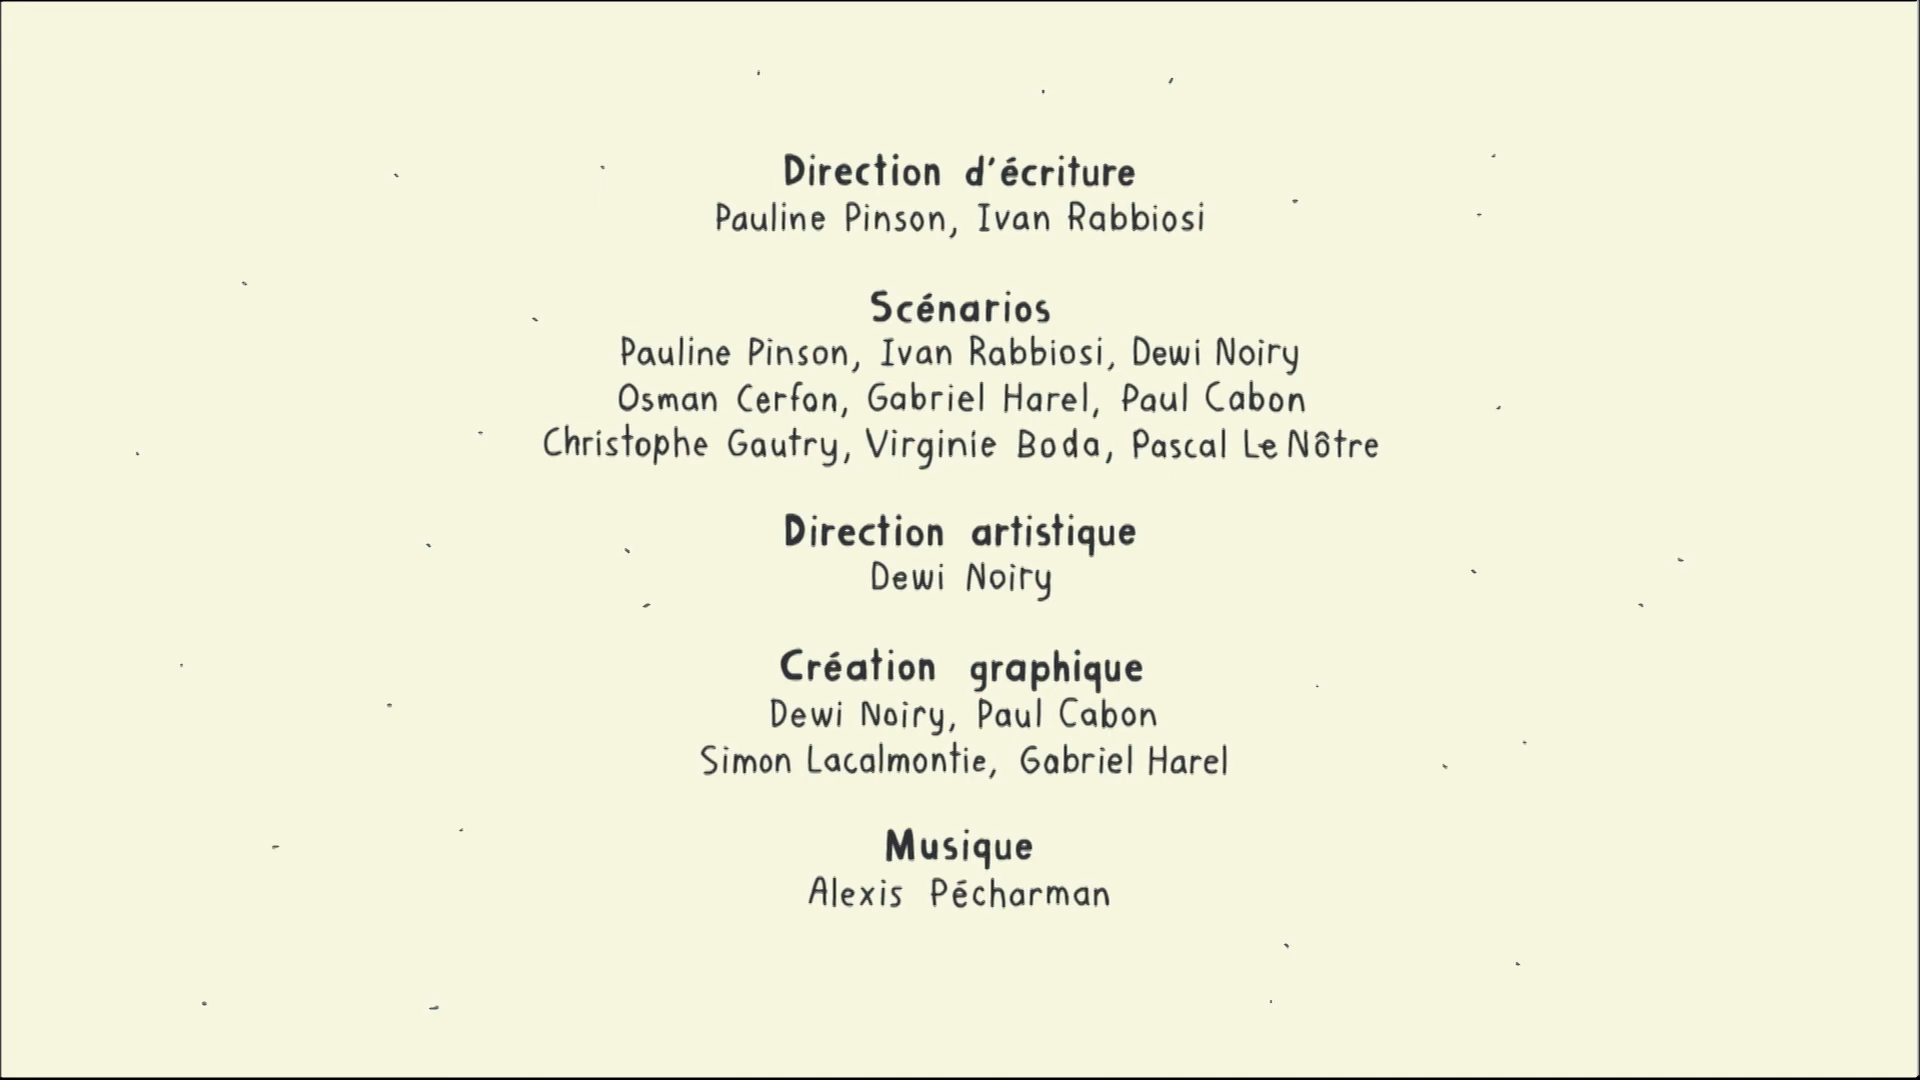 Direction d'écriture
Pauline Pinson, Ivan Rabbiosi
Scénarios
Pauline Pinson, Ivan Rabbiosi, Dewi Noiry
Osman Cerfon, Gabriel Harel, Paul Cabon
Christophe Gautry, Virginie Boda, Pascal Le Nôtre
Direction artistique
Dewi Noiry
Création graphique
Dewi Noiry, Paul Cabon
Simon Lacalmontie, Gabriel Harel
Musique
Alexis Pécharman